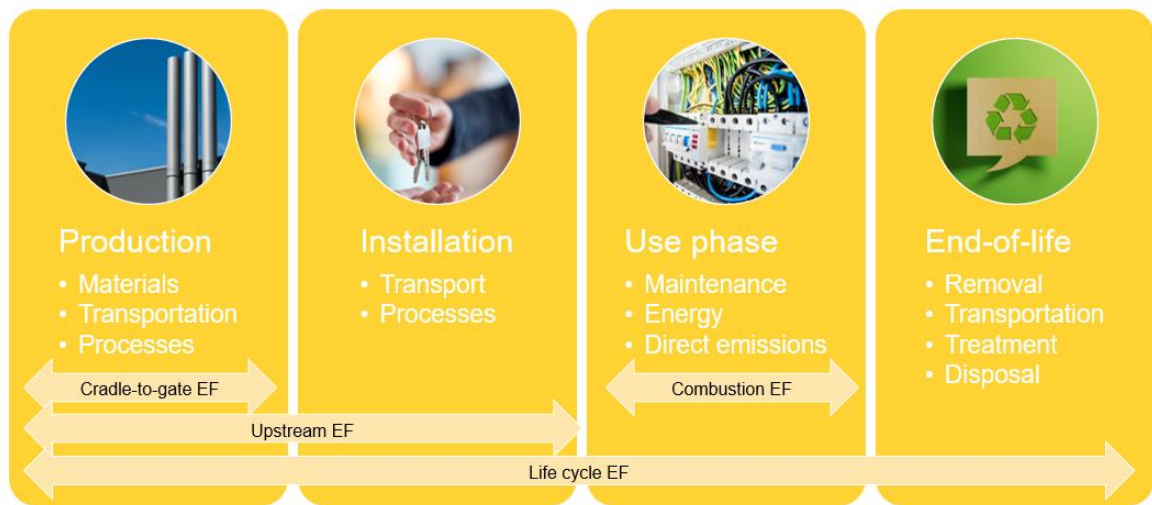 Production
• Materials
• Transportation
• Processes
Installation
• Transport
• Processes
Use phase
• Maintenance
• Energy
• Direct emissions
End-of-life
• Removal
• Transportation
• Treatment
• Disposal
Cradle-to-gate EF
Combustion EF
Upstream EF
Life cycle EF